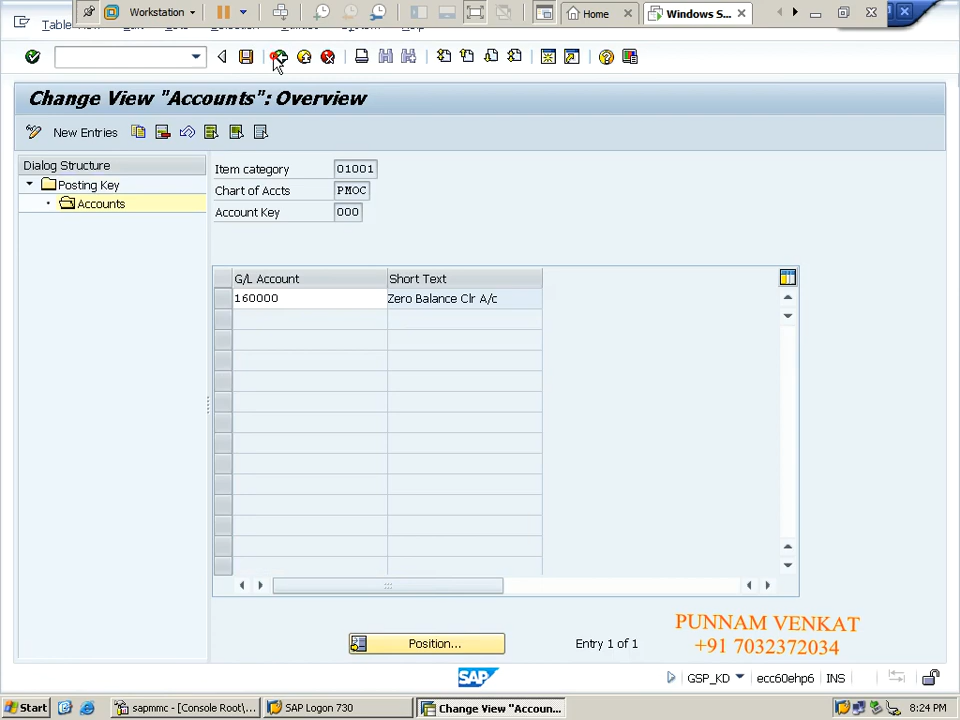 Workstation
Home
Windows S...
Change View "Accounts": Overview
New Entries
Dialog Structure
Posting Key
Accounts
Item category 01001
Chart of Accts PMOC
Account Key 000
G/L Account Short Text
160000 Zero Balance Clr A/c
Position...
Entry 1 of 1
PUNNAM VENKAT
+91 7032372034
SAP
GSP_KD
ecc60ehp6
INS
Start
sapmmc - [Console Root\...
SAP Logon 730
Change View "Accoun...
8:24 PM